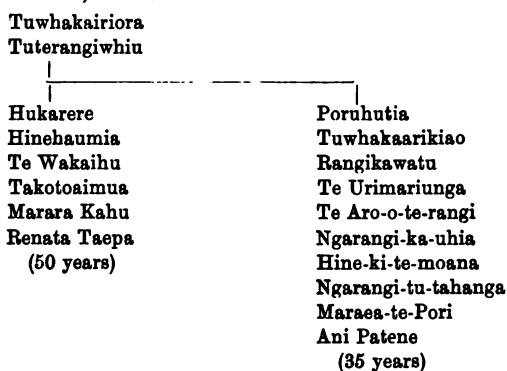 Tuwhakairiora
Tuterangiwhiu
Hukarere
Hinehaumia
Te Wakaihu
Takotoaimua
Marara Kahu
Renata Taepa
(50 years)
Poruhutia
Tuwhakaarikiao
Rangikawatu
Te Urimariunga
Te Aro-o-te-rangi
Ngarangi-ka-uhia
Hine-ki-te-moana
Ngarangi-tu-tahanga
Maraea-te-Pori
Ani Patene
(35 years)